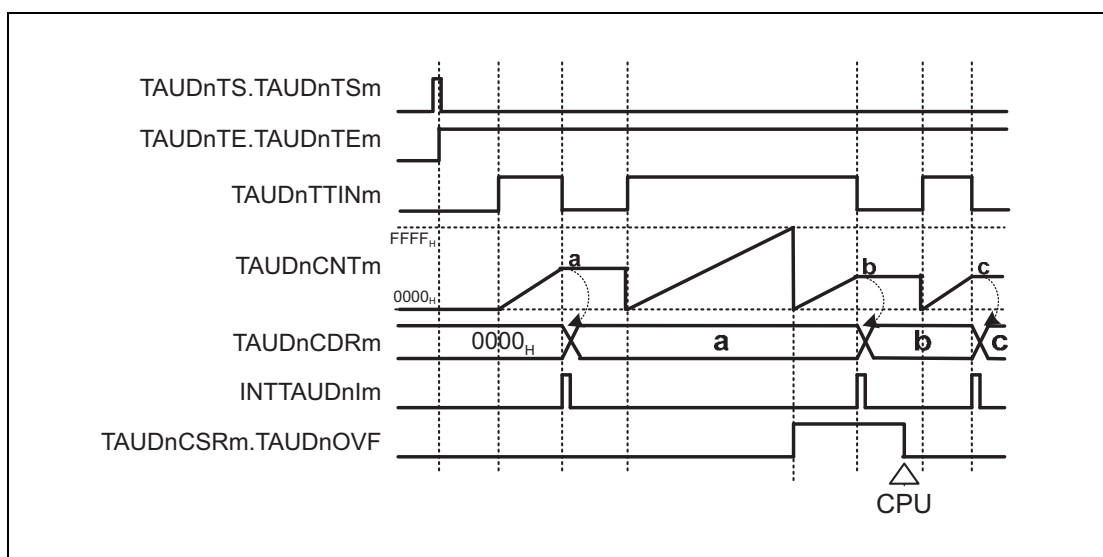 TAUDnTS.TAUDnTSm
TAUDnTE.TAUDnTEm
TAUDnTTINm
FFFFH
TAUDnCNTm
a
b
c
0000H
TAUDnCDRm
0000H
a
b
c
INTTAUDnIm
TAUDnCSRm.TAUDnOVF
CPU